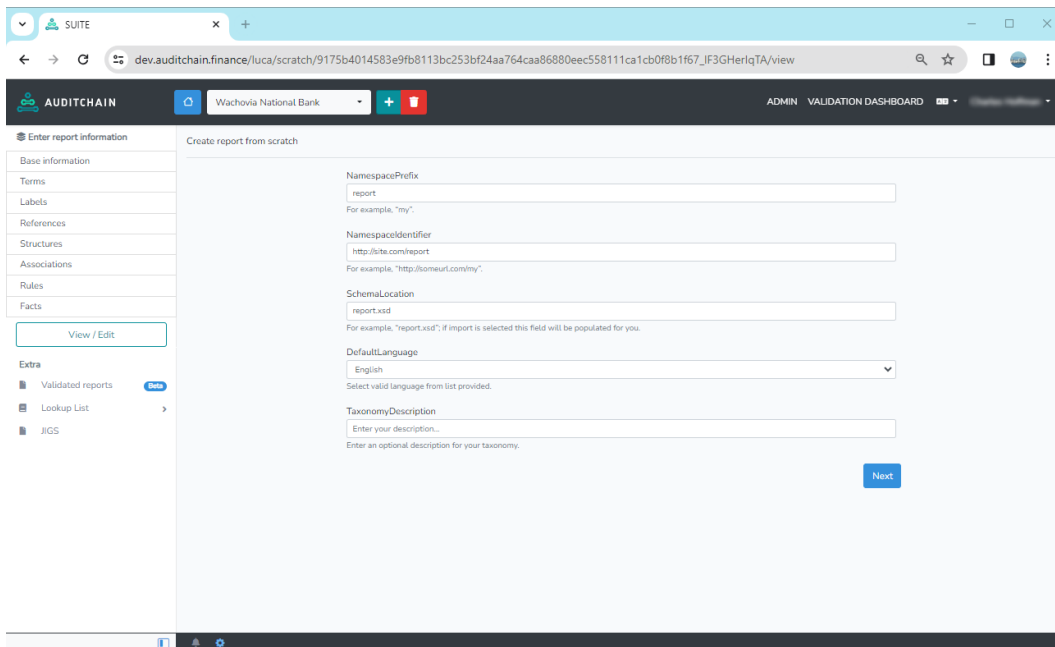 SUITE
dev.auditchain.finance/luca/scratch/9175b4014583e9fb8113bc253bf24aa764caa86880eec558111ca1cb0f8b1f67_IF3GHerIqTA/view
AUDITCHAIN
Wachovia National Bank
ADMIN VALIDATION DASHBOARD
Enter report information
Create report from scratch
Base information
Terms
Labels
References
Structures
Associations
Rules
Facts
View / Edit
Extra
Validated reports Beta
Lookup List
JIGS
NamespacePrefix
report
For example, "my".
NamespaceIdentifier
http://site.com/report
For example, "http://someurl.com/my".
SchemaLocation
report.xsd
For example, "report.xsd"; if import is selected this field will be populated for you.
DefaultLanguage
English
Select valid language from list provided.
TaxonomyDescription
Enter your description...
Enter an optional description for your taxonomy.
Next